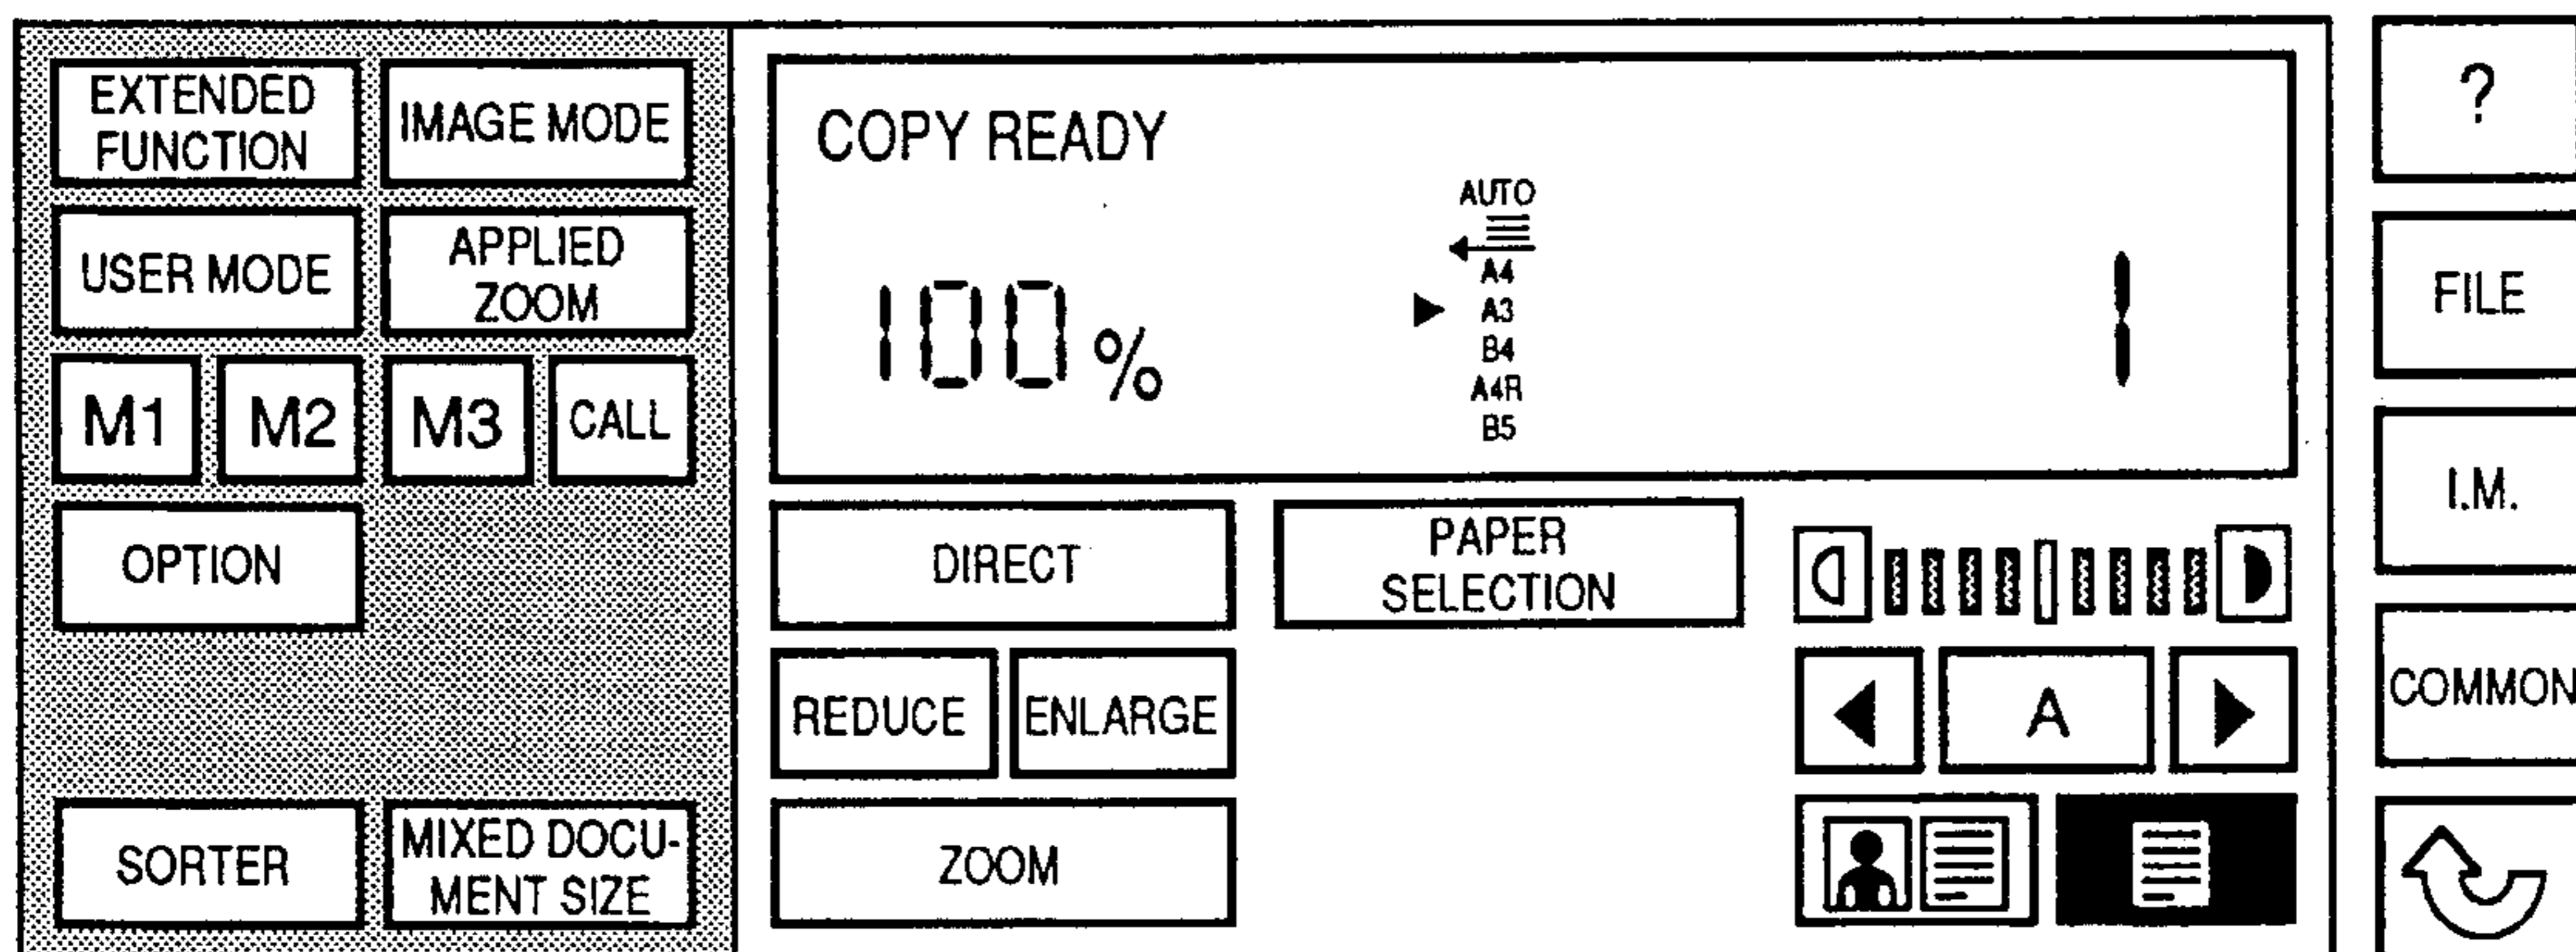 EXTENDED
FUNCTION
IMAGE MODE
USER MODE
APPLIED
ZOOM
M1
M2
M3
CALL
OPTION
SORTER
MIXED DOCU-
MENT SIZE
COPY READY
100%
AUTO
A4
A3
B4
A4R
B5
1
DIRECT
PAPER
SELECTION
REDUCE
ENLARGE
A
ZOOM
?
FILE
I.M.
COMMON